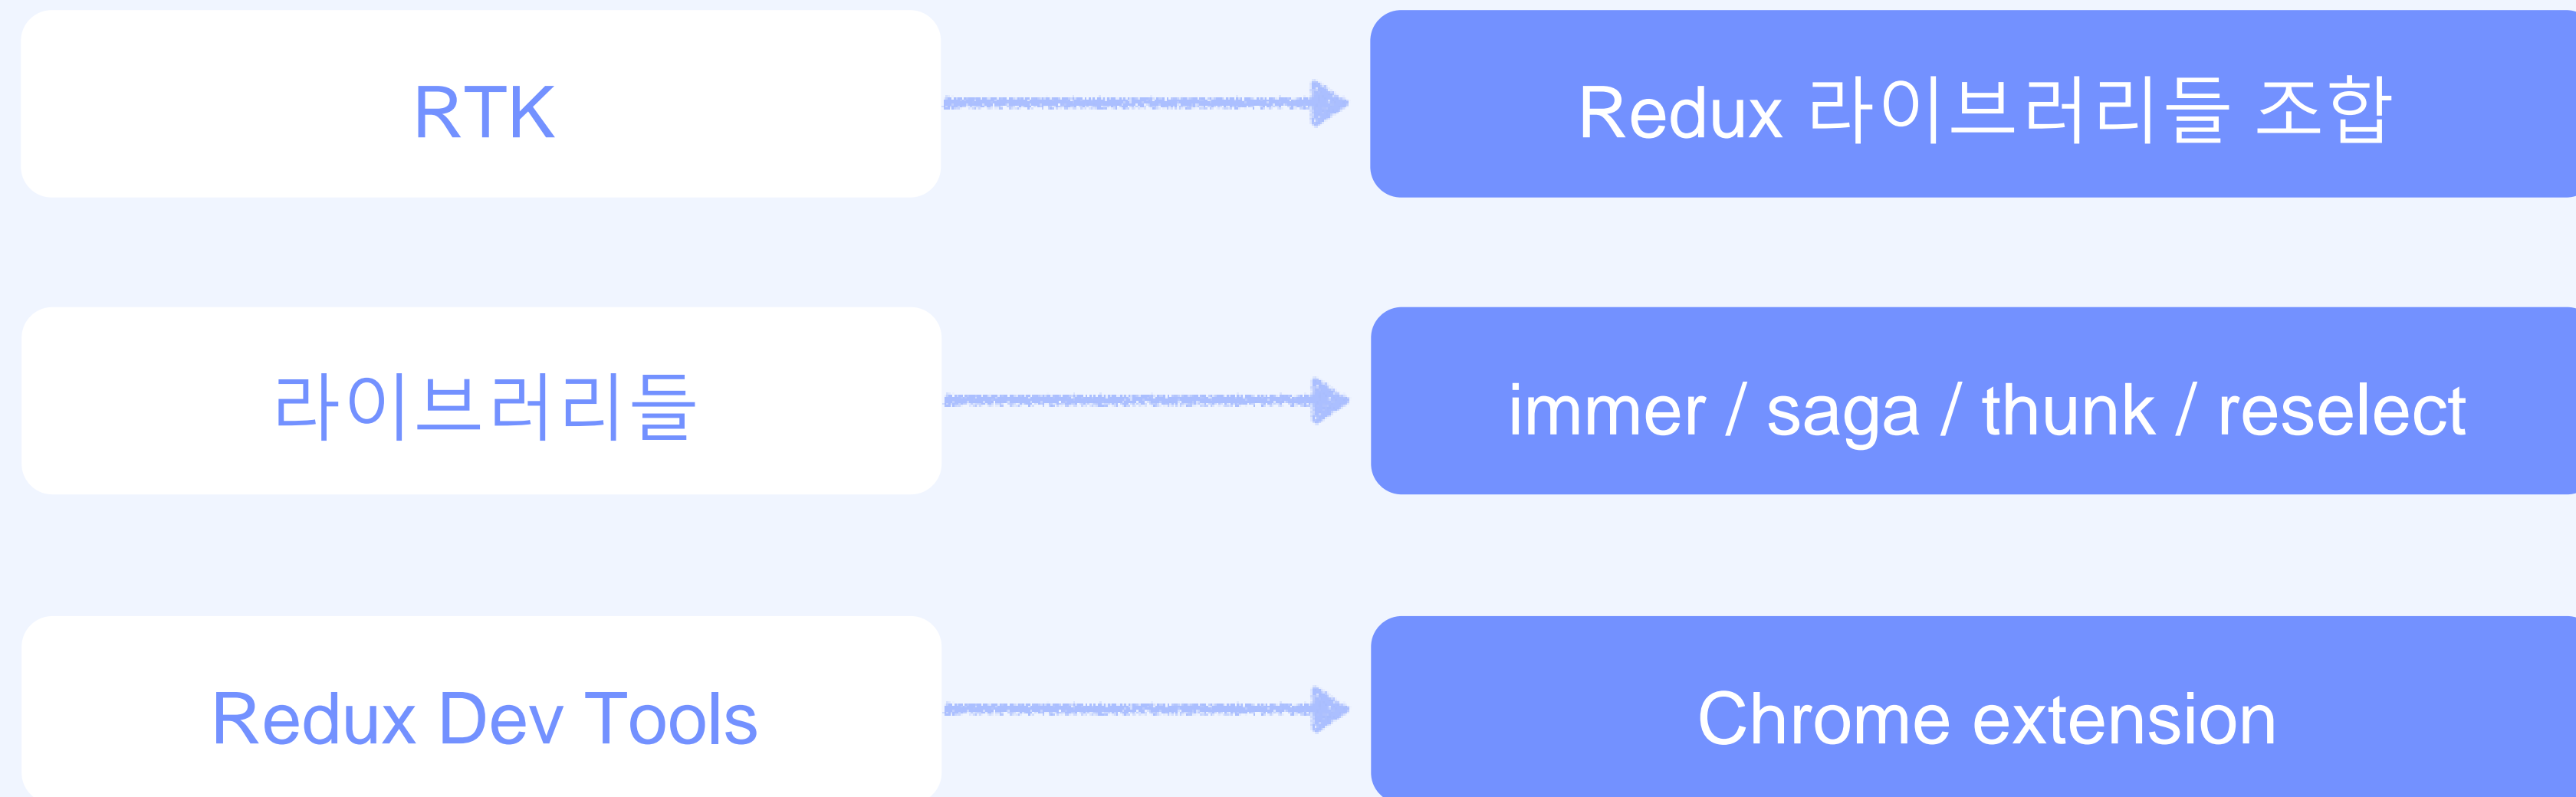 RTK
Redux 라이브러리들 조합
라이브러리들
immer / saga / thunk / reselect
Redux Dev Tools
Chrome extension